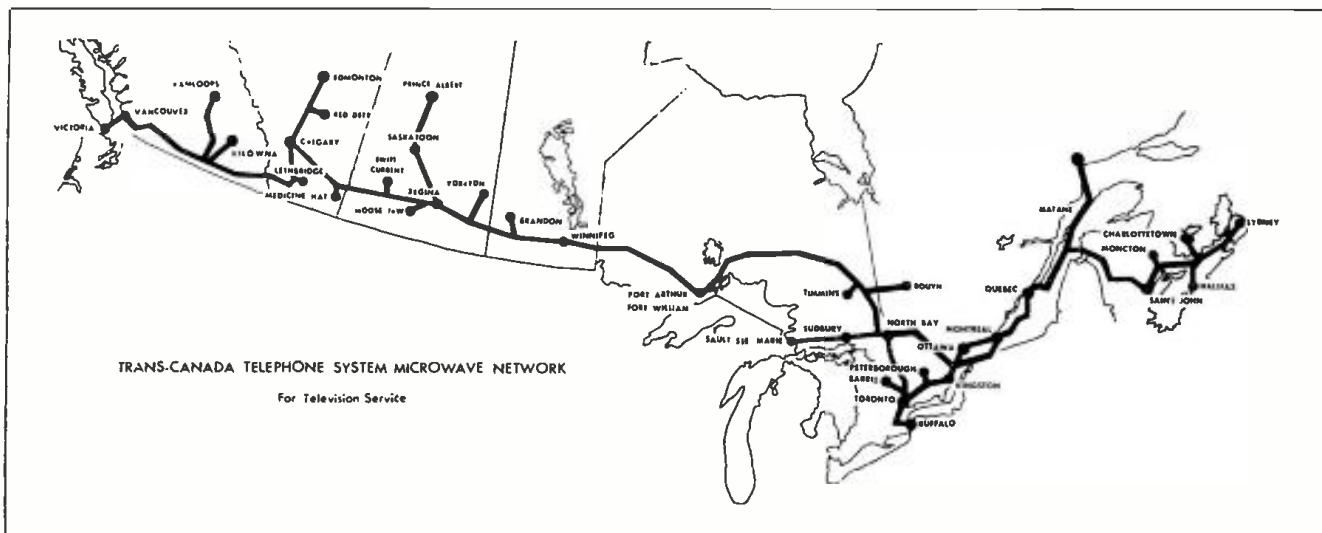 KAMLOOPS
VANCOUVER
VICTORIA
KELOWNA
EDMONTON
RED DEER
CALGARY
LETHBRIDGE
MEDICINE HAT
PRINCE ALBERT
SASKATOON
SWIFT
CURRENT
REGINA
MOOSE JAW
YORKTON
BRANDON
WINNIPEG
PORT ARTHUR
FORT WILLIAM
TIMMINS
ROUYN
SAULT STE MARIE
SUDBURY
NORTH BAY
OTTAWA
MONTREAL
PETERBOROUGH
BARRIE
KINGSTON
TORONTO
BUFFALO
QUEBEC
MATANE
CHARLOTTETOWN
MONCTON
SYDNEY
SAINT JOHN
HALIFAX
TRANS-CANADA TELEPHONE SYSTEM MICROWAVE NETWORK
For Television Service